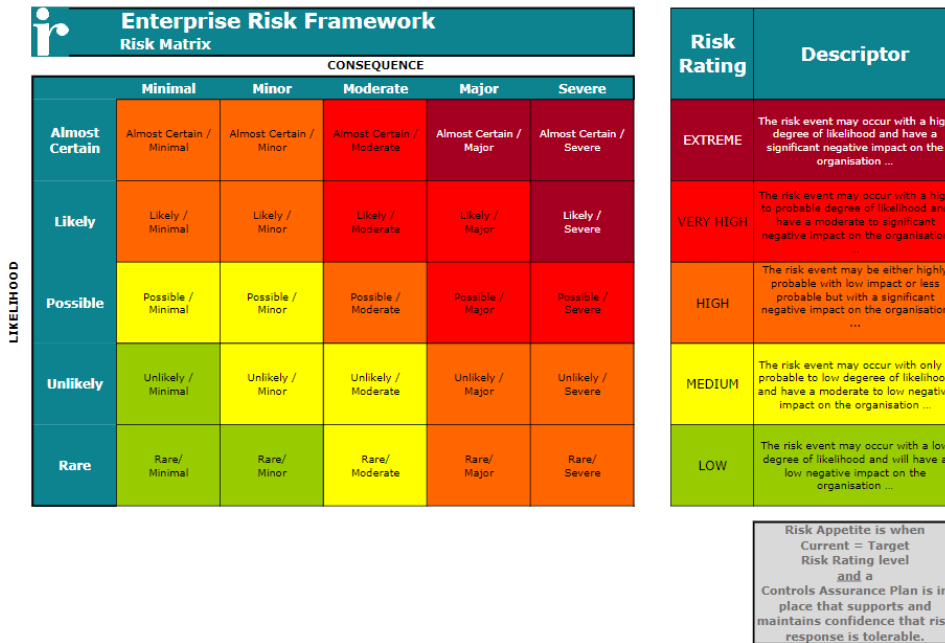 ir
Enterprise Risk Framework
Risk Matrix
CONSEQUENCE
Minimal
Minor
Moderate
Major
Severe
LIKELIHOOD
Almost
Certain
Almost Certain /
Minimal
Almost Certain /
Minor
Almost Certain /
Moderate
Almost Certain /
Major
Almost Certain /
Severe
Likely
Likely /
Minimal
Likely /
Minor
Likely /
Moderate
Likely /
Major
Likely /
Severe
Possible
Possible /
Minimal
Possible /
Minor
Possible /
Moderate
Possible /
Major
Possible /
Severe
Unlikely
Unlikely /
Minimal
Unlikely /
Minor
Unlikely /
Moderate
Unlikely /
Major
Unlikely /
Severe
Rare
Rare/
Minimal
Rare/
Minor
Rare/
Moderate
Rare/
Major
Rare/
Severe
Risk
Rating
Descriptor
EXTREME
The risk event may occur with a hig
degree of likelihood and have a
significant negative impact on the
organisation ...
VERY HIGH
The risk event may occur with a hig
to probable degree of likelihood an
have a moderate to significant
negative impact on the organisation
...
HIGH
The risk event may be either highly
probable with low impact or less
probable but with a significant
negative impact on the organisation
...
MEDIUM
The risk event may occur with only
probable to low degeree of likelihoo
and have a moderate to low negativ
impact on the organisation ...
LOW
The risk event may occur with a low
degree of likelihood and will have a
low negative impact on the
organisation ...
Risk Appetite is when
Current = Target
Risk Rating level
and a
Controls Assurance Plan is in
place that supports and
maintains confidence that ris
response is tolerable.